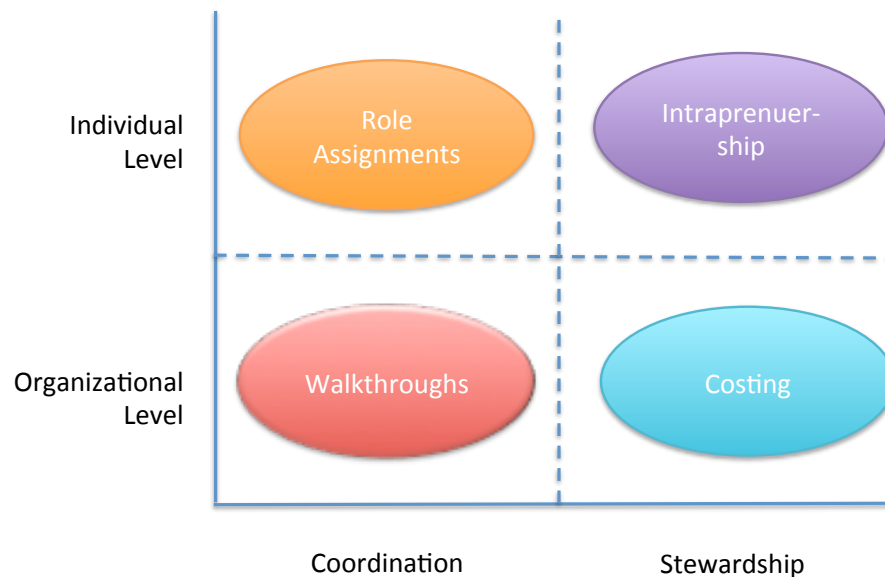 Individual
Level
Role
Assignments
Intraprenuer-
ship
Organizational
Level
Walkthroughs
Costing
Coordination
Stewardship